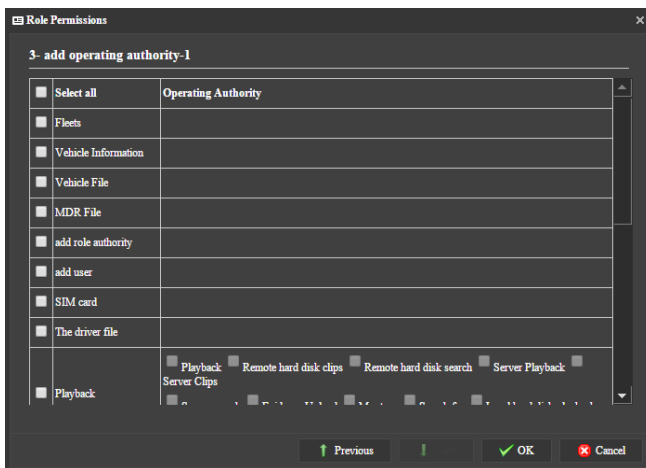 Role Permissions
3- add operating authority-1
Select all Operating Authority
Fleets
Vehicle Information
Vehicle File
MDR File
add role authority
add user
SIM card
The driver file
Playback Remote hard disk clips Remote hard disk search Server Playback
Server Clips
Playback
Previous OK Cancel